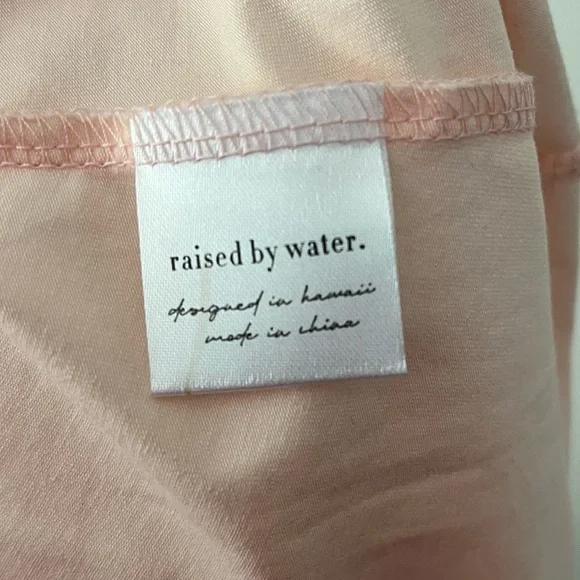 raised by water.
designed in hawaii
made in china